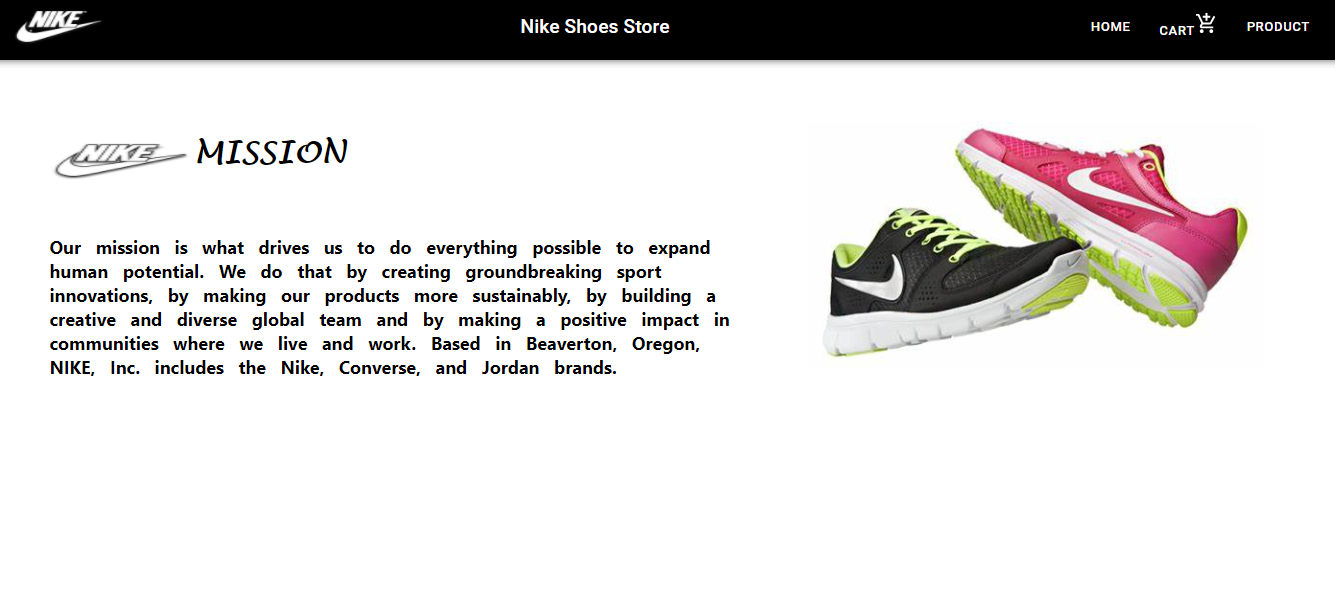 NIKE
Nike Shoes Store
HOME
CART
PRODUCT
NIKE MISSION
Our mission is what drives us to do everything possible to expand
human potential. We do that by creating groundbreaking sport
innovations, by making our products more sustainably, by building a
creative and diverse global team and by making a positive impact in
communities where we live and work. Based in Beaverton, Oregon,
NIKE, Inc. includes the Nike, Converse, and Jordan brands.